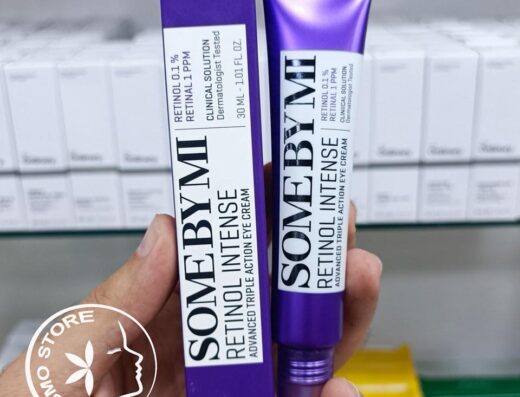 SOME BY MI
RETINOL INTENSE
ADVANCED TRIPLE ACTION EYE CREAM
RETINOL 0.1 %
RETINAL 1 PPM
CLINICAL SOLUTION
Dermatologist Tested
30 ML - 1.01 FL. OZ.
SOME BY MI
RETINOL INTENSE
ADVANCED TRIPLE ACTION EYE CREAM
RETINOL 0.1 %
RETINAL 1 PPM
CLINICAL SOLUTION
Dermatologist Tested
SMO STORE